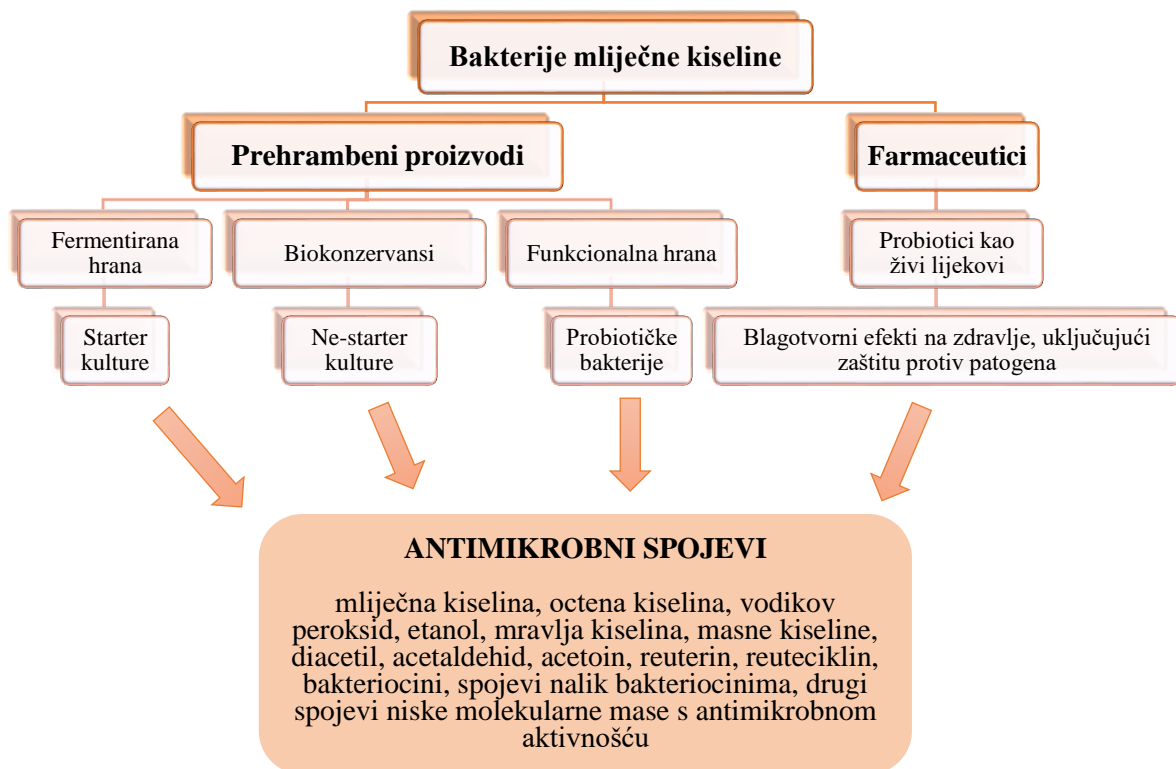 Bakterije mliječne kiseline
Prehrambeni proizvodi
Farmaceutici
Fermentirana
hrana
Biokonzervansi
Funkcionalna hrana
Probiotici kao
živi lijekovi
Starter
kulture
Ne-starter
kulture
Probiotičke
bakterije
Blagotvorni efekti na zdravlje, uključujući
zaštitu protiv patogena
ANTIMIKROBNI SPOJEVI
mliječna kiselina, octena kiselina, vodikov
peroksid, etanol, mravlja kiselina, masne kiseline,
diacetil, acetaldehid, acetoin, reuterin, reuteciklin,
bakteriocini, spojevi nalik bakteriocinima, drugi
spojevi niske molekularne mase s antimikrobnom
aktivnošću